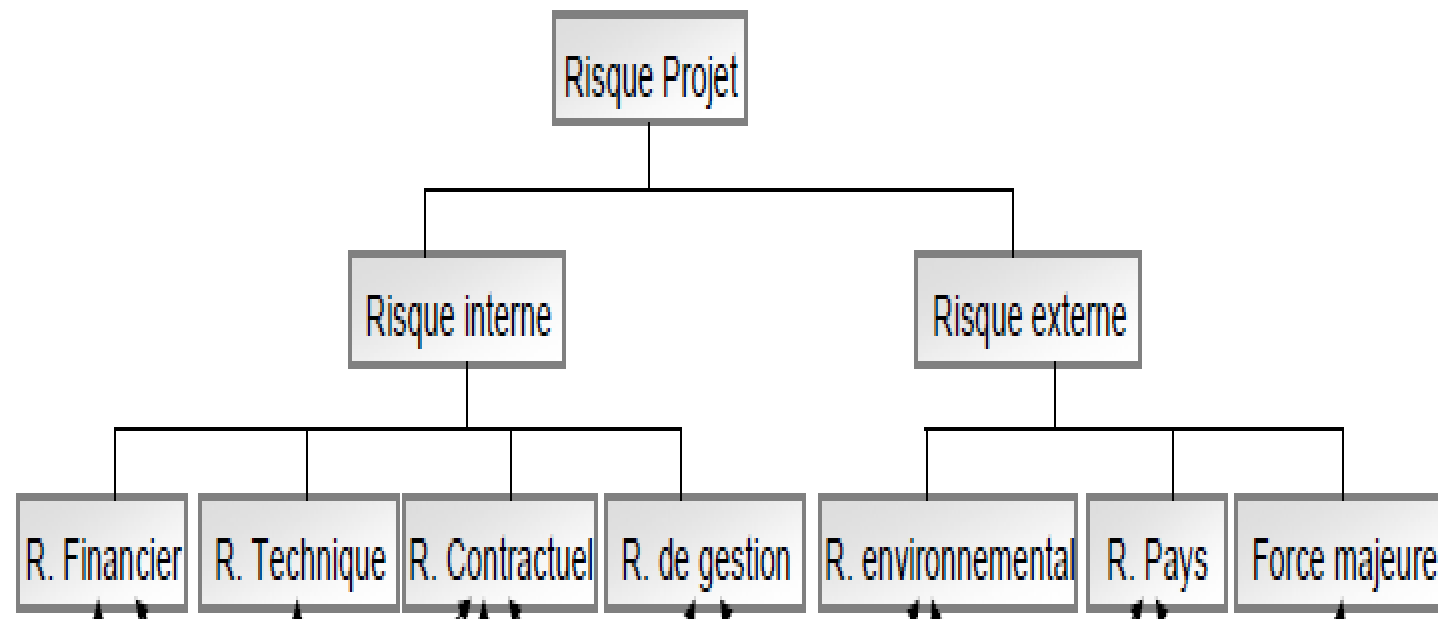 Risque Projet
Risque interne
Risque externe
R. Financier
R. Technique
R. Contractuel
R. de gestion
R. environnemental
R. Pays
Force majeure